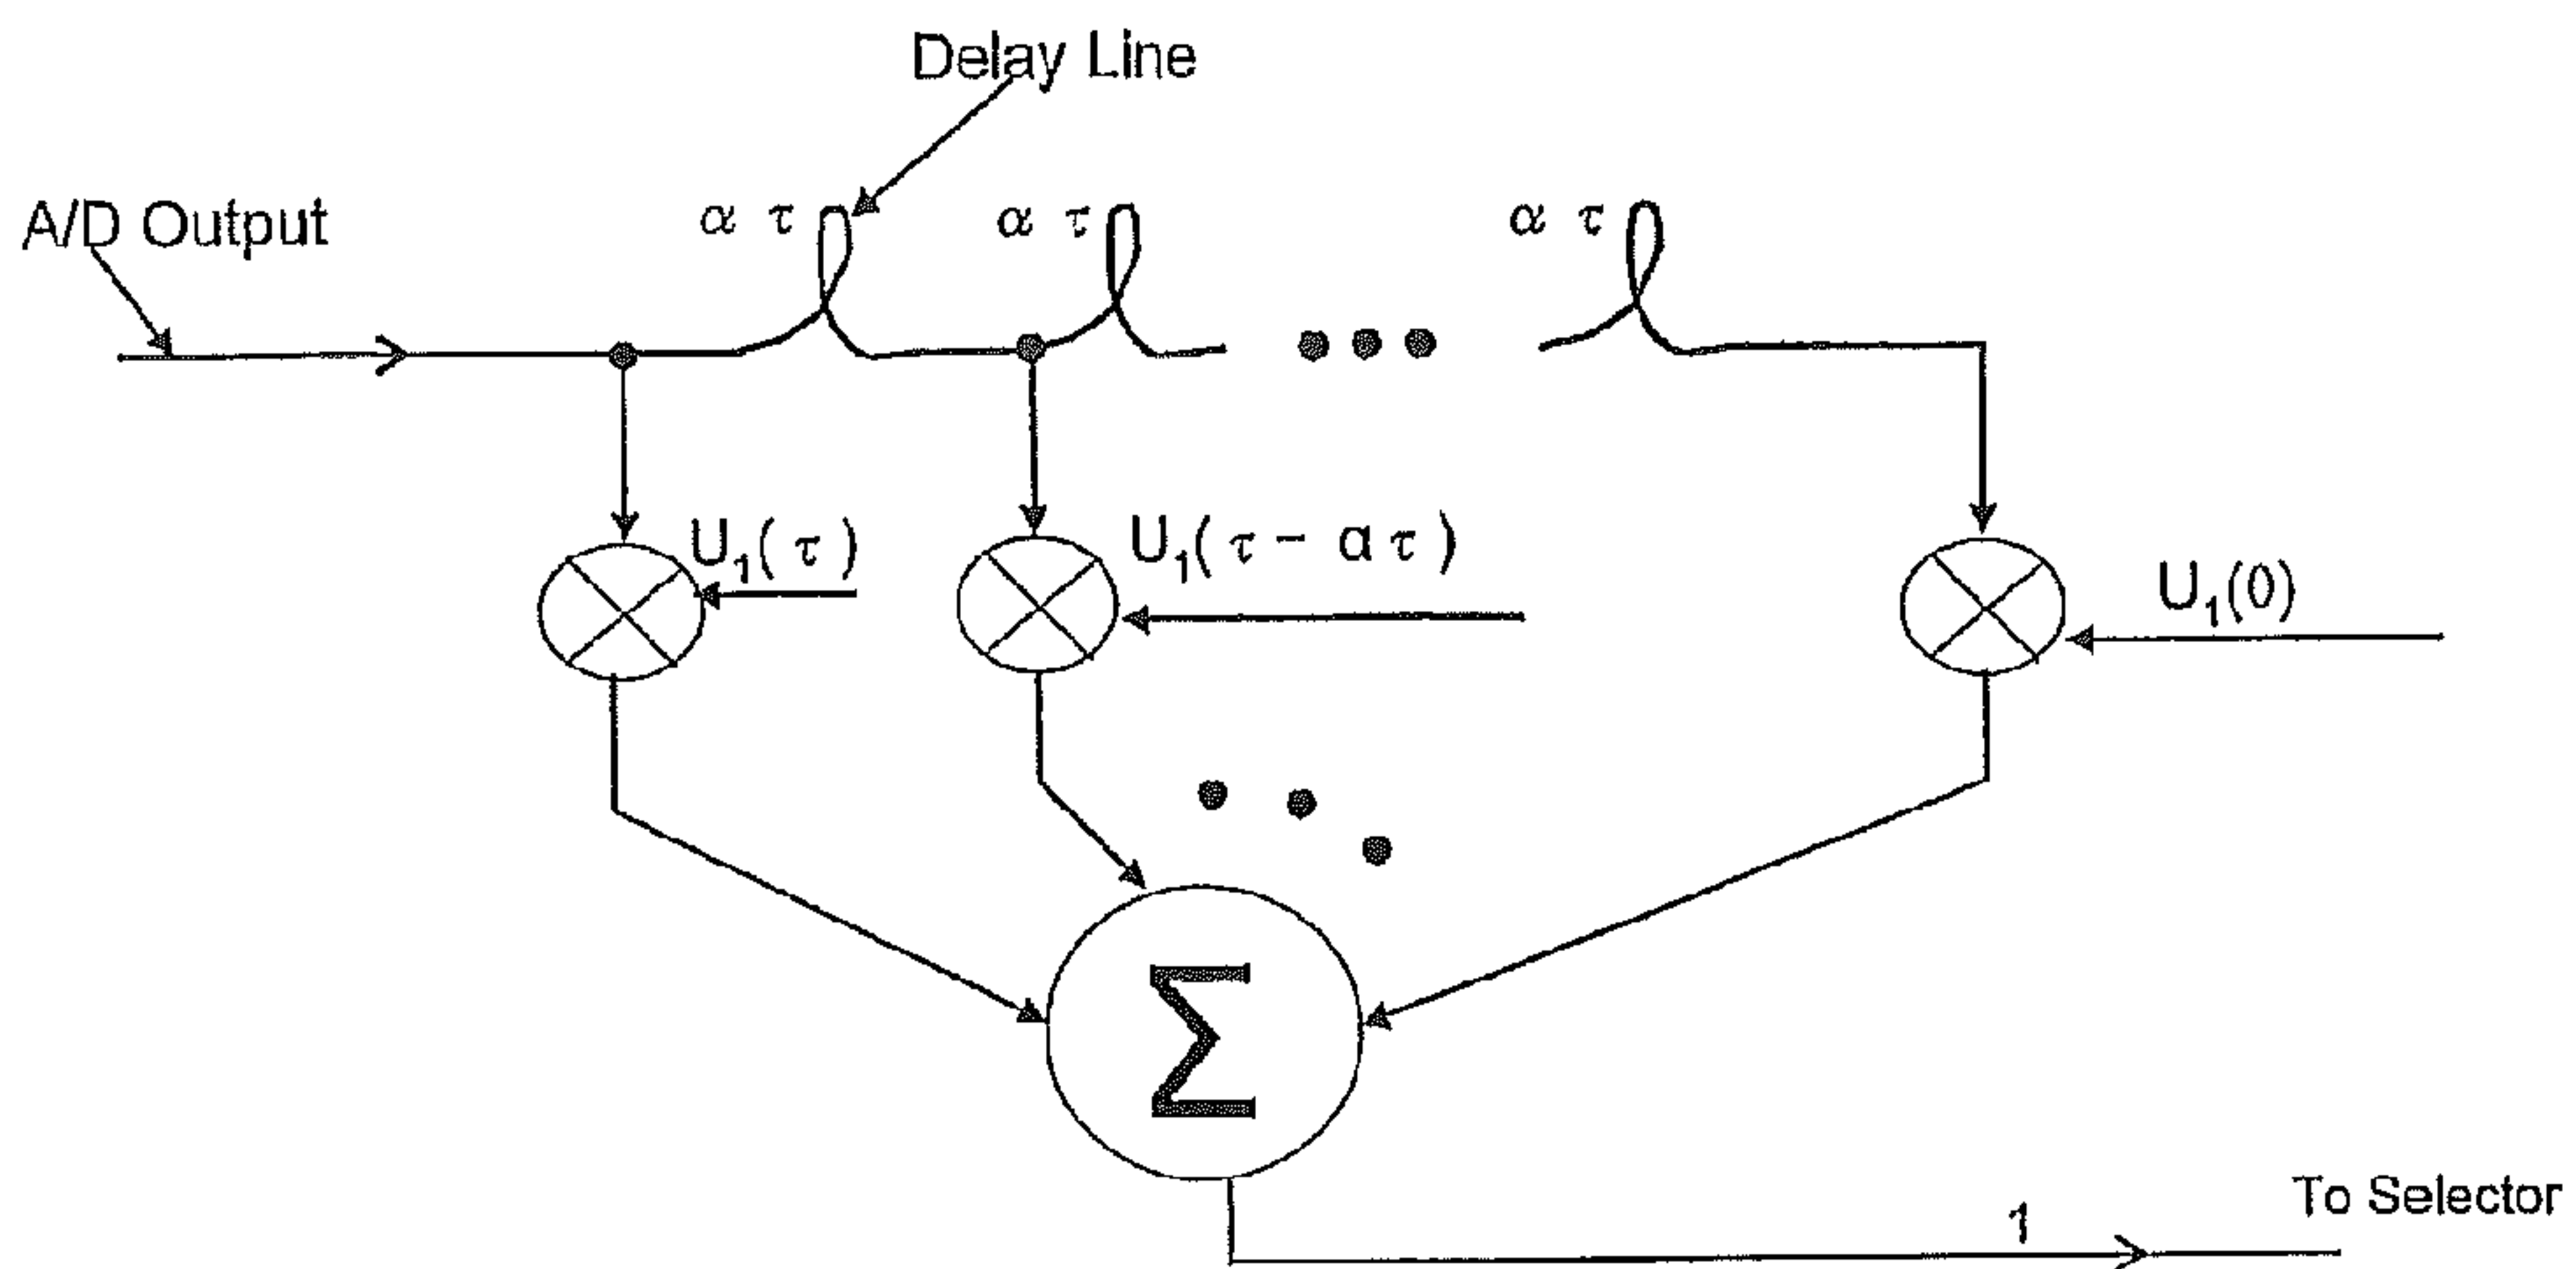 Delay Line
A/D Output
α τ
α τ
α τ
U₁( τ )
U₁( τ - α τ )
U₁(0)
Σ
1
To Selector